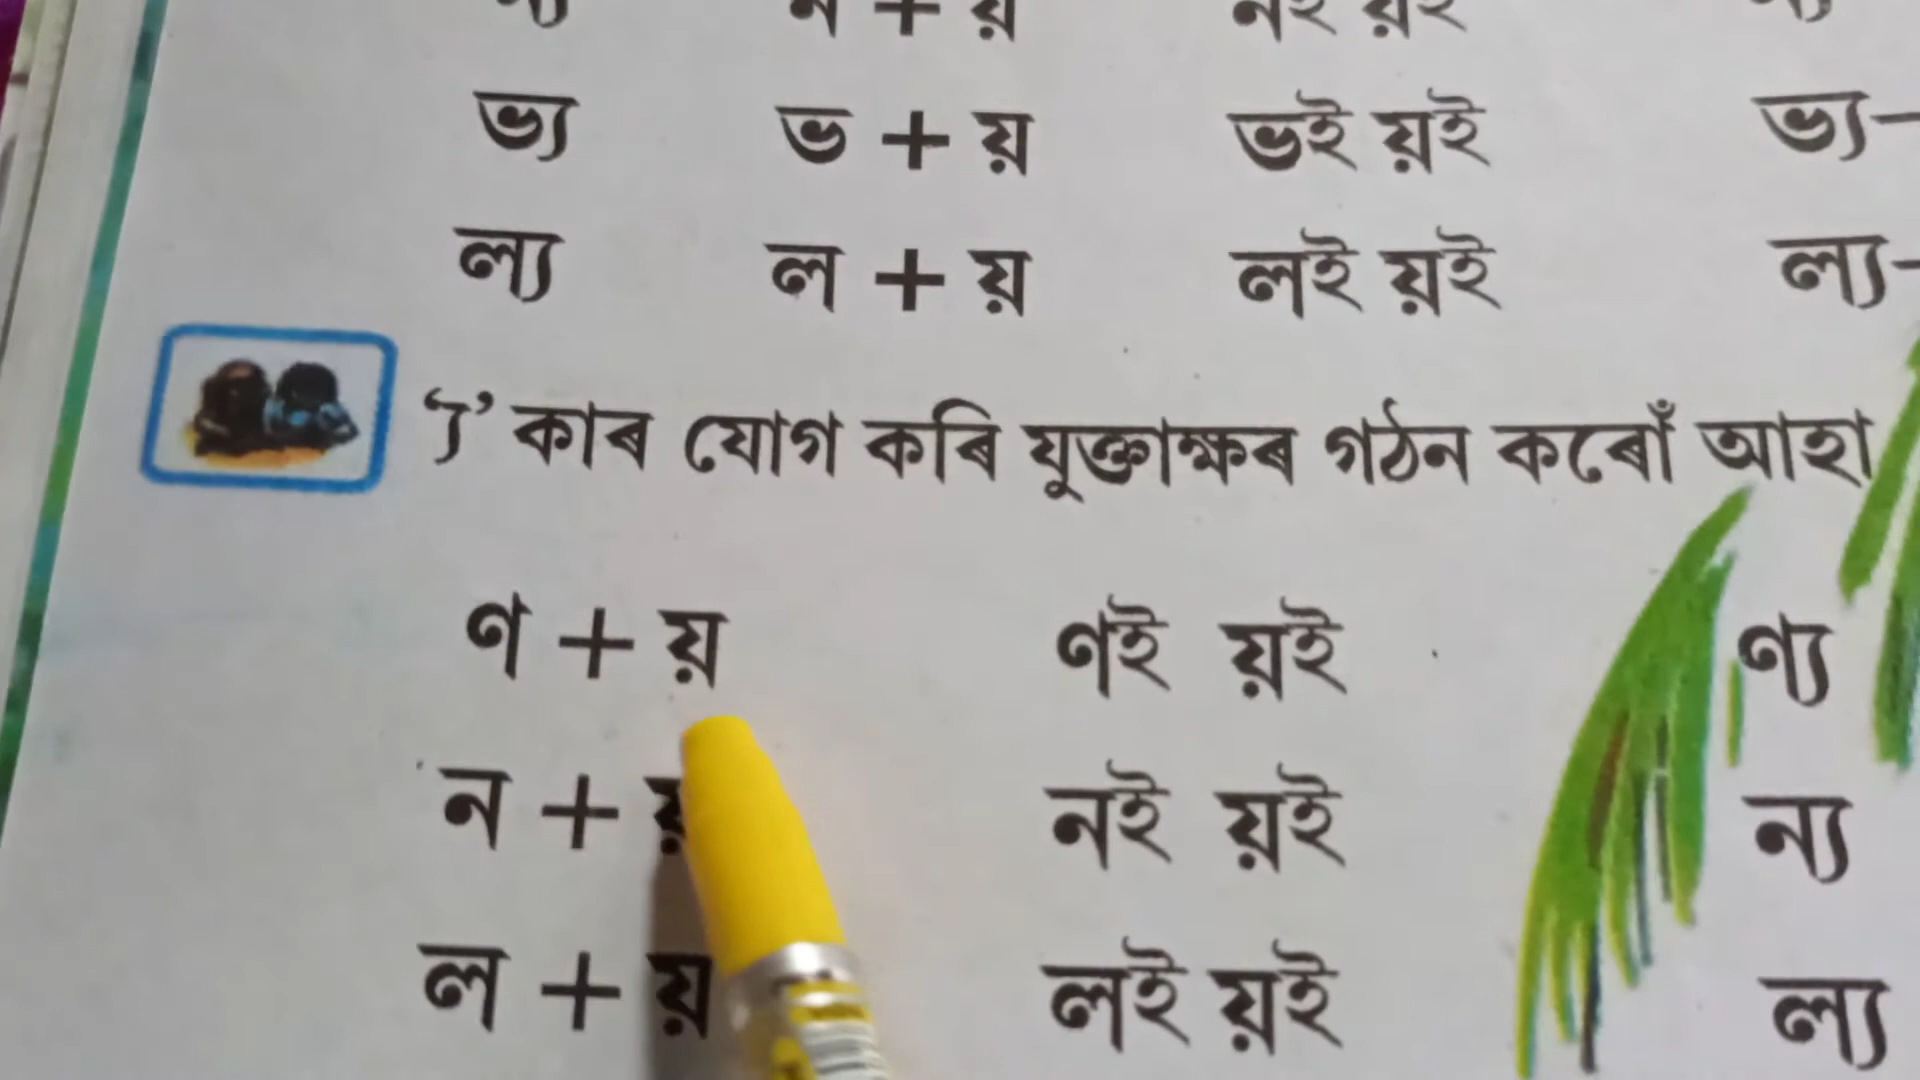 ভ্য ভ + য় ভই য়ই ভ্য-
ল্য ল + য় লই য়ই ল্য-
‘্য’ কাৰ যোগ কৰি যুক্তাক্ষৰ গঠন কৰোঁ আহা
ণ + য় ণই য়ই ণ্য
ন + য় নই য়ই ন্য
ল + য় লই য়ই ল্য